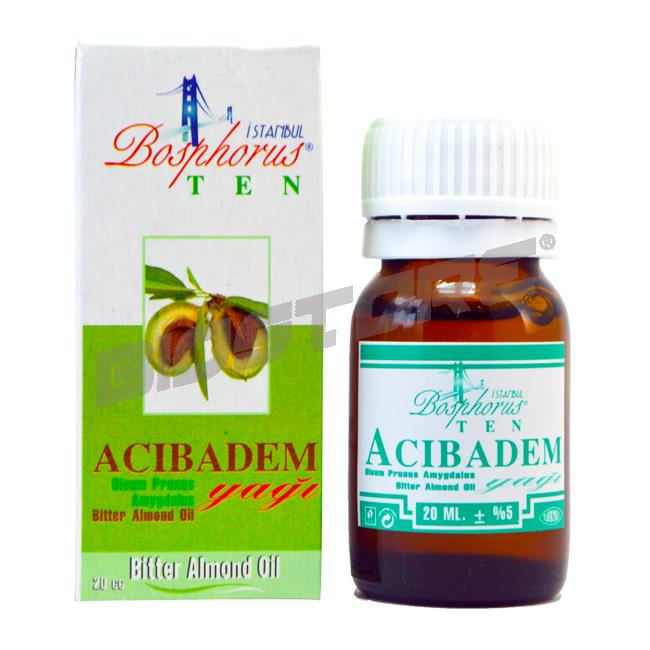 İSTANBUL
Bosphorus®
TEN
ACIBADEM
yağı
Oleum Prunus
Amygdalus
Bitter Almond Oil
Bitter Almond Oil
20 cc
İSTANBUL
Bosphorus®
TEN
ACIBADEM
yağı
Oleum Prunus Amygdalus
Bitter Almond Oil
20 ML. ± %5